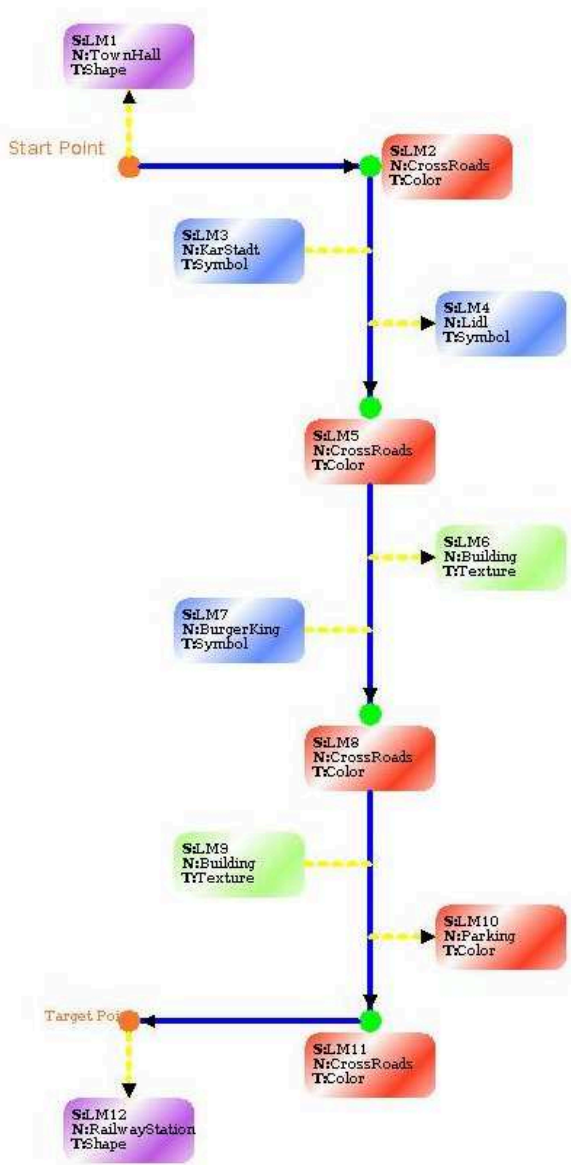 S:LM1
N:TownHall
T:Shape
Start Point
S:LM2
N:CrossRoads
T:Color
S:LM3
N:KarStadt
T:Symbol
S:LM4
N:Lidl
T:Symbol
S:LM5
N:CrossRoads
T:Color
S:LM6
N:Building
T:Texture
S:LM7
N:BurgerKing
T:Symbol
S:LM8
N:CrossRoads
T:Color
S:LM9
N:Building
T:Texture
S:LM10
N:Parking
T:Color
Target Poi
S:LM11
N:CrossRoads
T:Color
S:LM12
N:RailwayStation
T:Shape